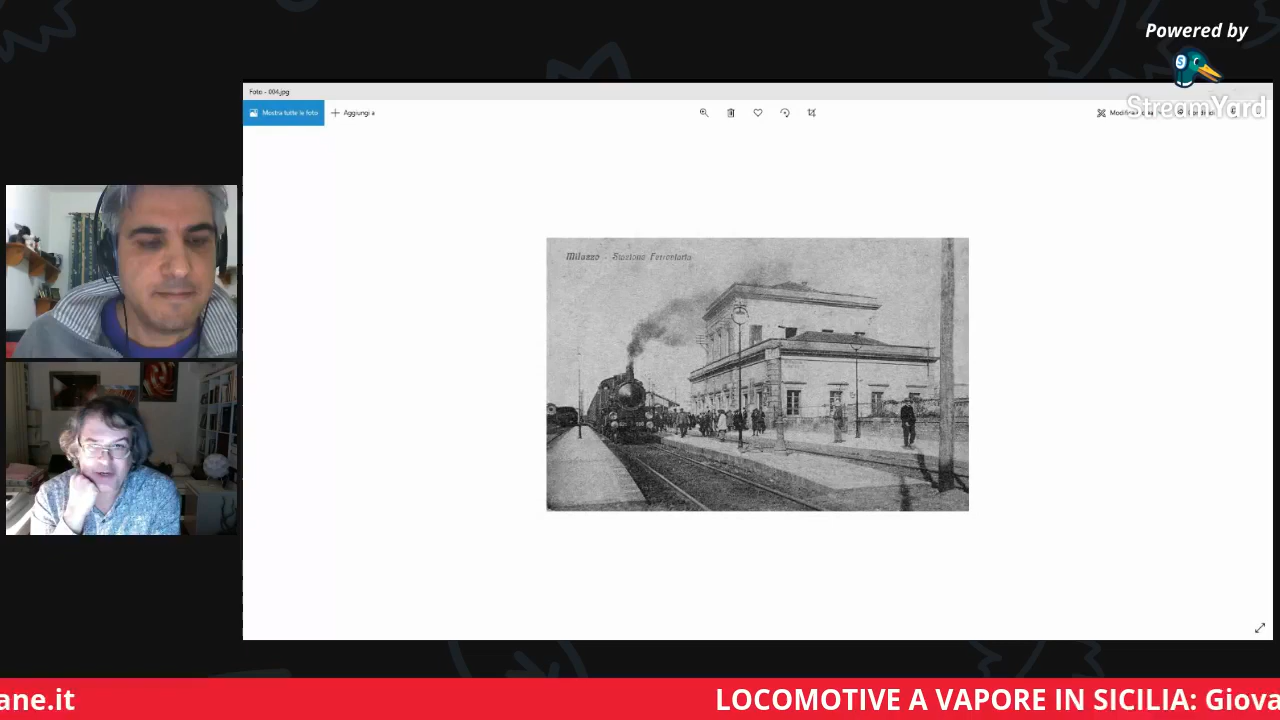 Powered by
StreamYard
Foto - 004.jpg
Mostra tutte le foto
Aggiungi a
Milazzo - Stazione Ferroviaria
ane.it
LOCOMOTIVE A VAPORE IN SICILIA: Giova